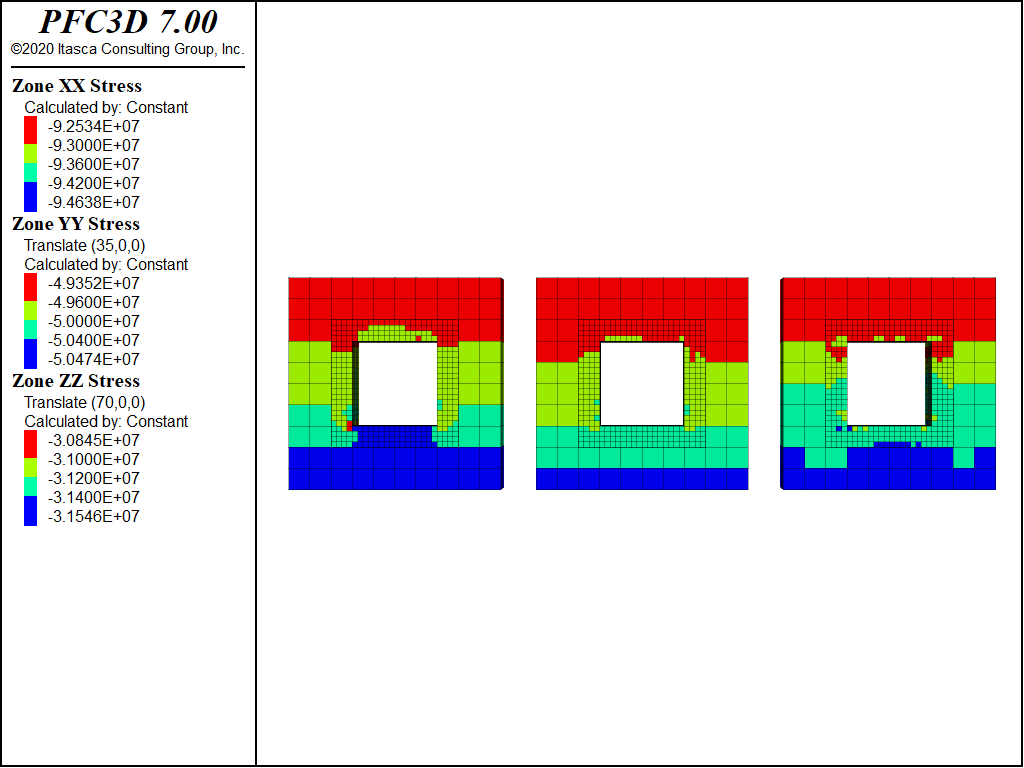 PFC3D 7.00
©2020 Itasca Consulting Group, Inc.
Zone XX Stress
Calculated by: Constant
-9.2534E+07
-9.3000E+07
-9.3600E+07
-9.4200E+07
-9.4638E+07
Zone YY Stress
Translate (35,0,0)
Calculated by: Constant
-4.9352E+07
-4.9600E+07
-5.0000E+07
-5.0400E+07
-5.0474E+07
Zone ZZ Stress
Translate (70,0,0)
Calculated by: Constant
-3.0845E+07
-3.1000E+07
-3.1200E+07
-3.1400E+07
-3.1546E+07